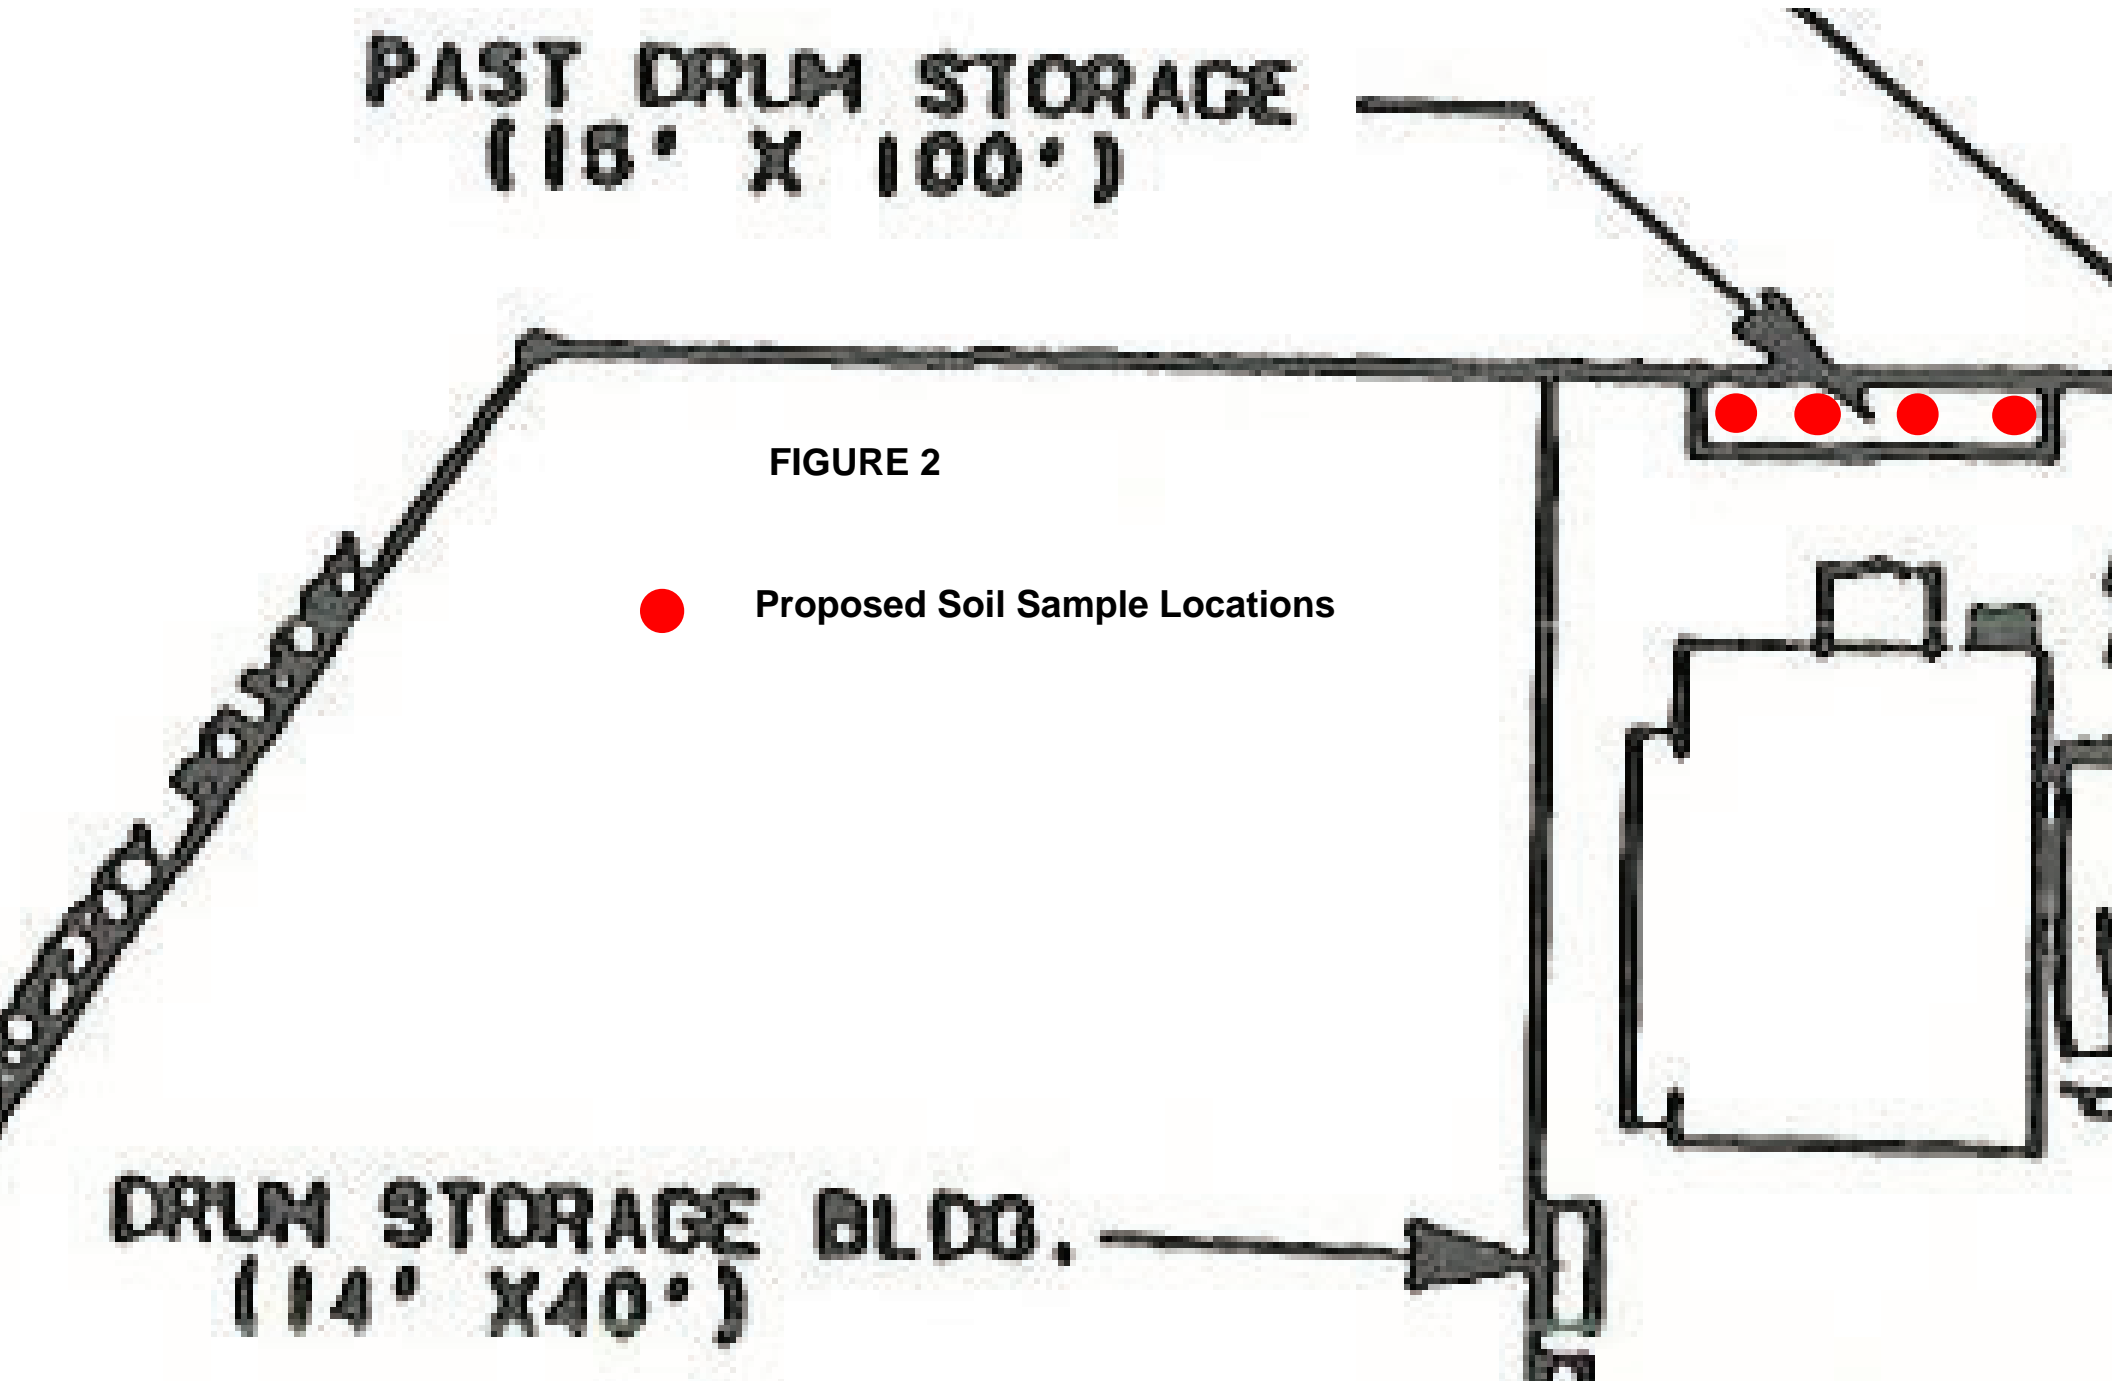 PAST DRUM STORAGE
(15' X 100')
FIGURE 2
Proposed Soil Sample Locations
DRUM STORAGE BLDG.
(14' X40')